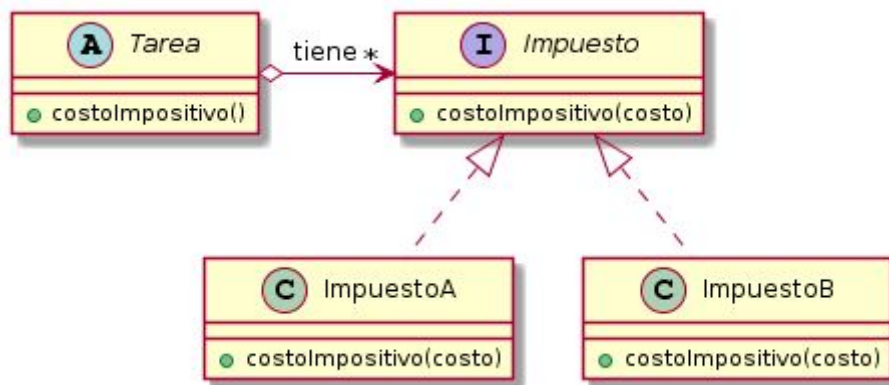 A Tarea
tiene *
I Impuesto
costoImpositivo()
costoImpositivo(costo)
C ImpuestoA
C ImpuestoB
costoImpositivo(costo)
costoImpositivo(costo)